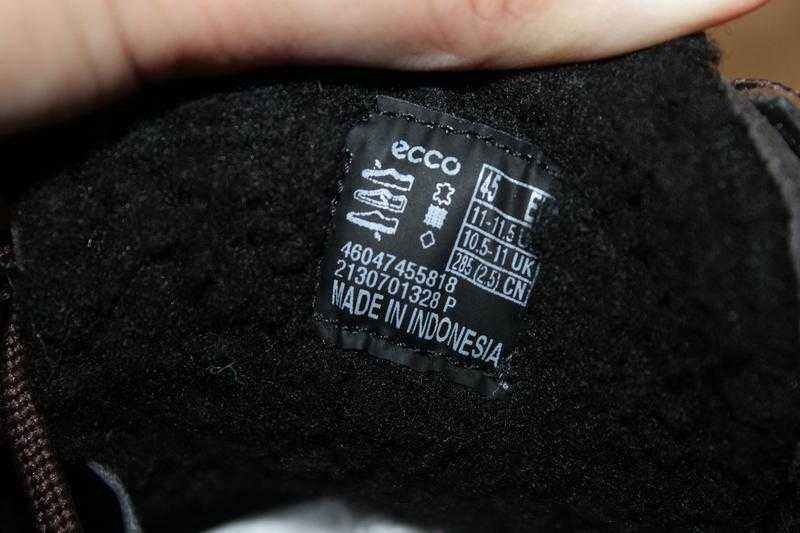 ecco
45 E
11-11.5 U
10.5-11 UK
285 (2.5) CN
46047455818
2130701328 P
MADE IN INDONESIA